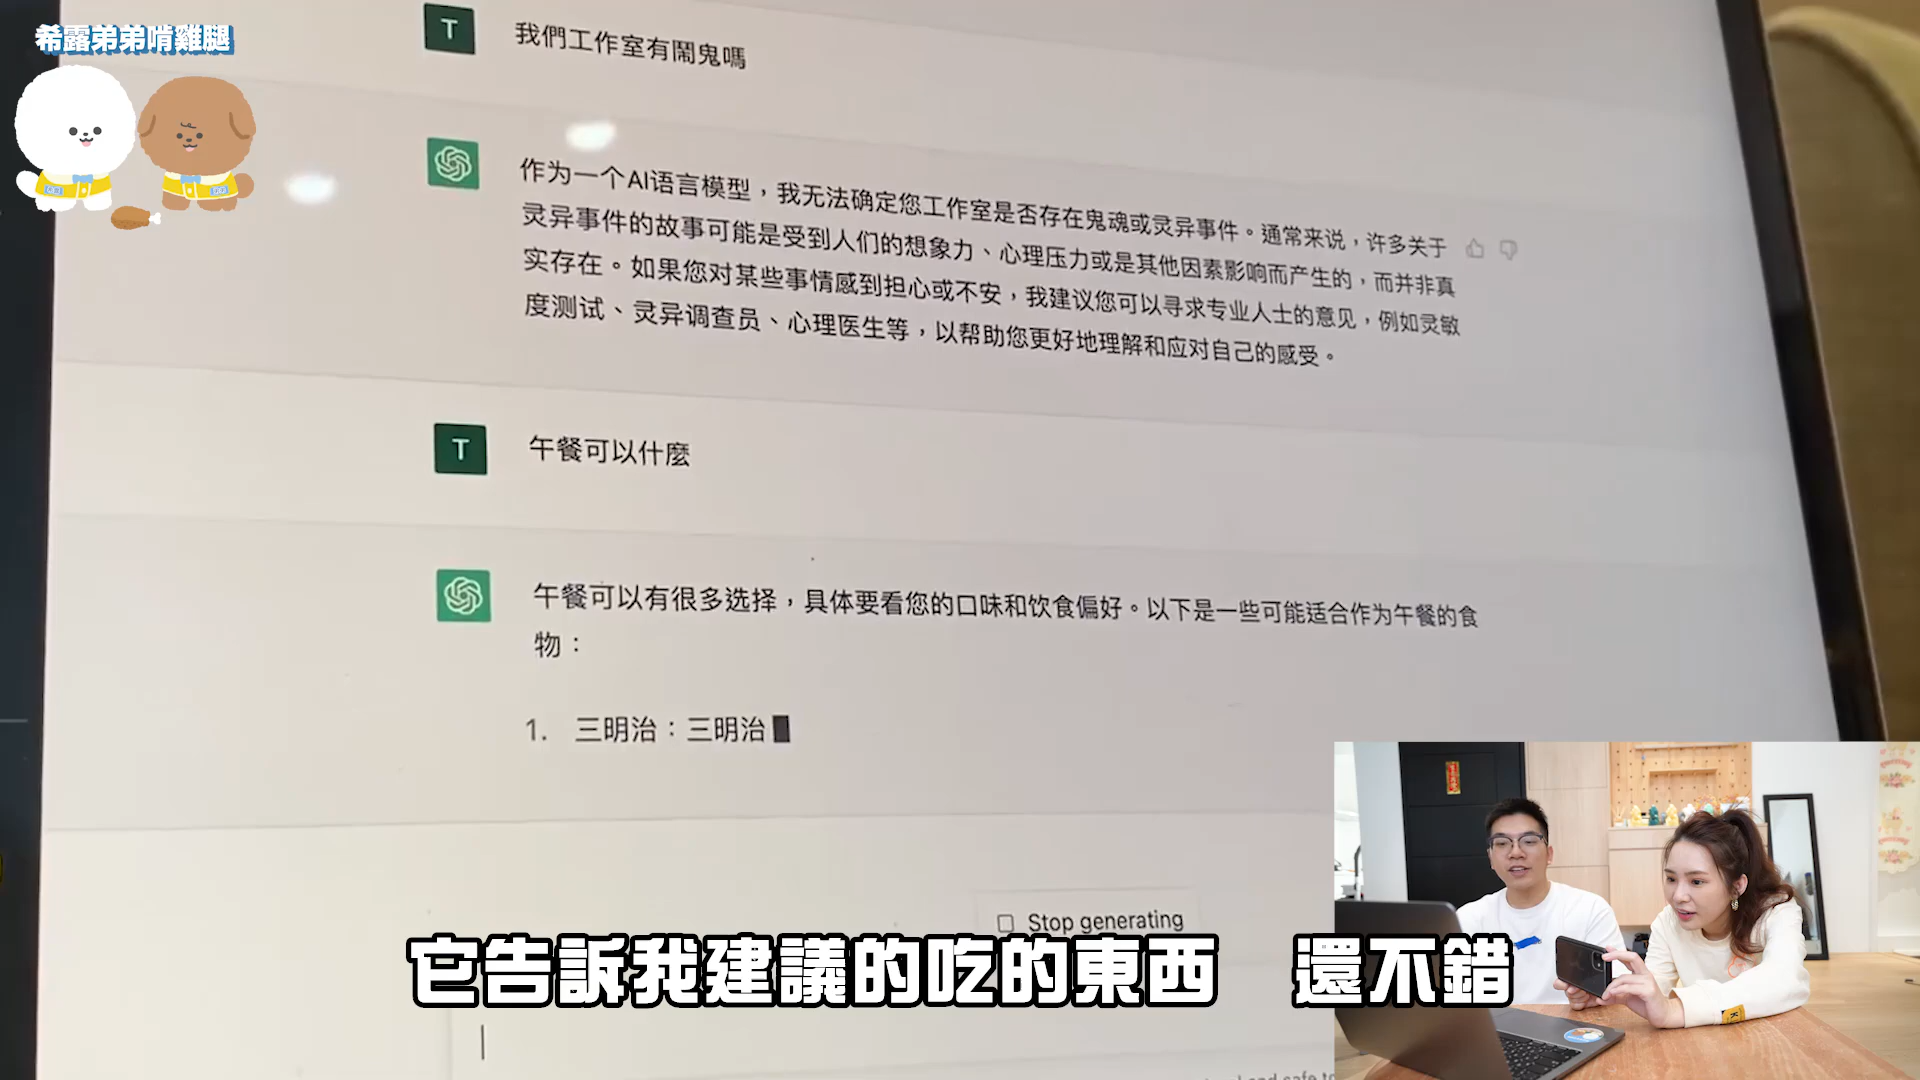 希露弟弟啃雞腿
T
我們工作室有鬧鬼嗎
作为一个AI语言模型，我无法确定您工作室是否存在鬼魂或灵异事件。通常来说，许多关于
灵异事件的故事可能是受到人们的想象力、心理压力或是其他因素影响而产生的，而并非真
实存在。如果您对某些事情感到担心或不安，我建议您可以寻求专业人士的意见，例如灵敏
度测试、灵异调查员、心理医生等，以帮助您更好地理解和应对自己的感受。
T
午餐可以什麼
午餐可以有很多选择，具体要看您的口味和饮食偏好。以下是一些可能适合作为午餐的食
物：
1. 三明治：三明治
Stop generating
它告訴我建議的吃的東西 還不錯